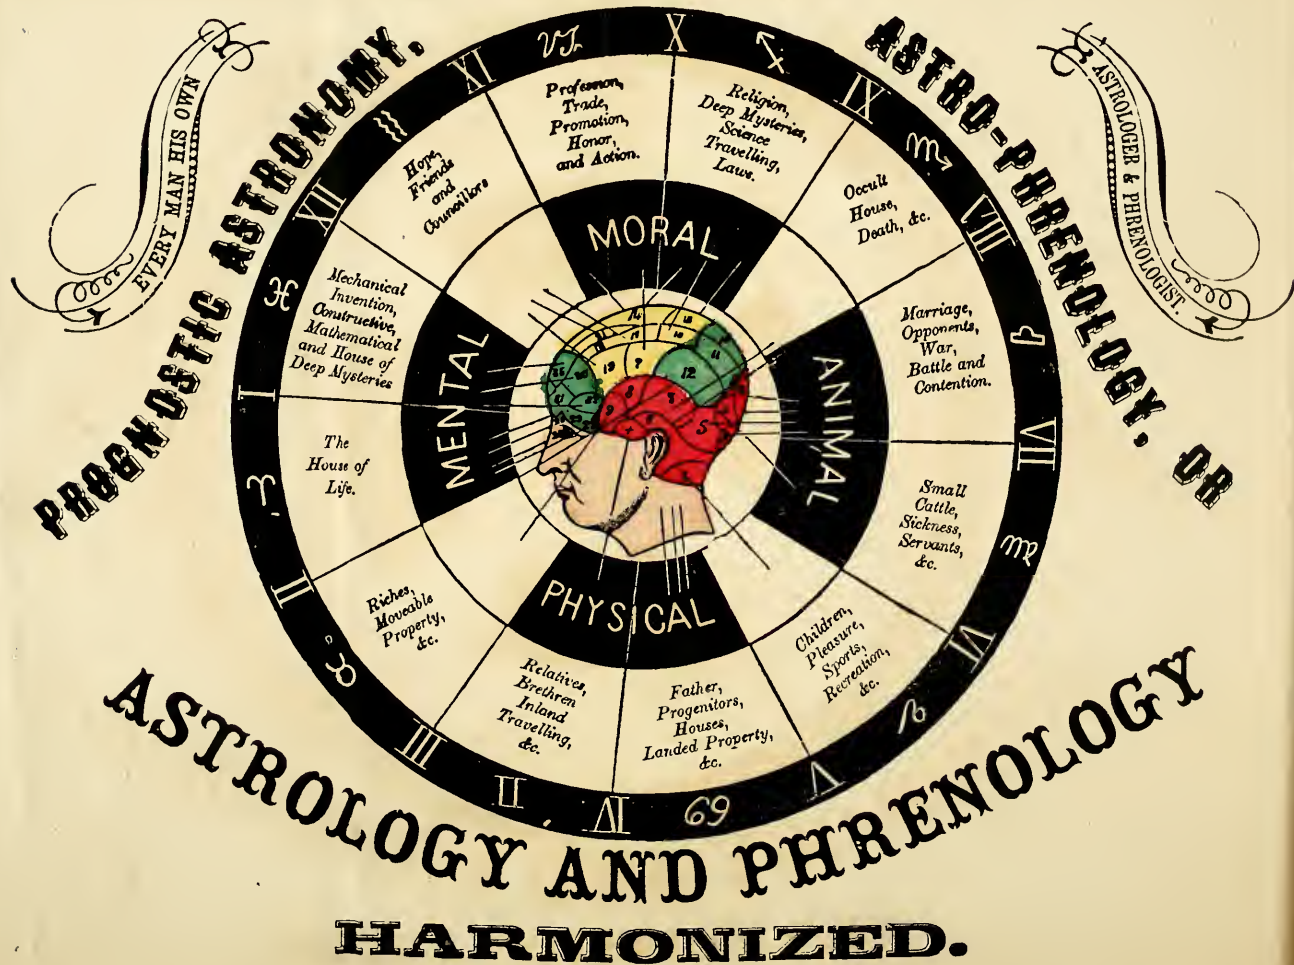 PROGNOSTIC ASTRONOMY.
ASTRO-PHRENOLOGY, OR
EVERY MAN HIS OWN
ASTROLOGER & PHRENOLOGIST.
X
♐
IX
♏
VIII
♎
VII
♍
VI
♌
V
♋
IV
♊
III
♉
II
♈
I
♓
XII
♒
XI
♑
Profession,
Trade,
Promotion,
Honor,
and Action.
Religion,
Deep Mysteries,
Science
Travelling,
Laws.
Occult
House,
Death, &c.
Marriage,
Opponents,
War,
Battle and
Contention.
Small
Cattle,
Sickness,
Servants,
&c.
Children,
Pleasure,
Sports,
Recreation,
&c.
Father,
Progenitors,
Houses,
Landed Property,
&c.
Relatives,
Brethren
Inland
Travelling,
&c.
Riches,
Moveable
Property,
&c.
The
House of
Life.
Mechanical
Invention,
Constructive,
Mathematical
and House of
Deep Mysteries
Hope,
Friends
and
Councillors
MORAL
ANIMAL
PHYSICAL
MENTAL
12
5
ASTROLOGY AND PHRENOLOGY
HARMONIZED.